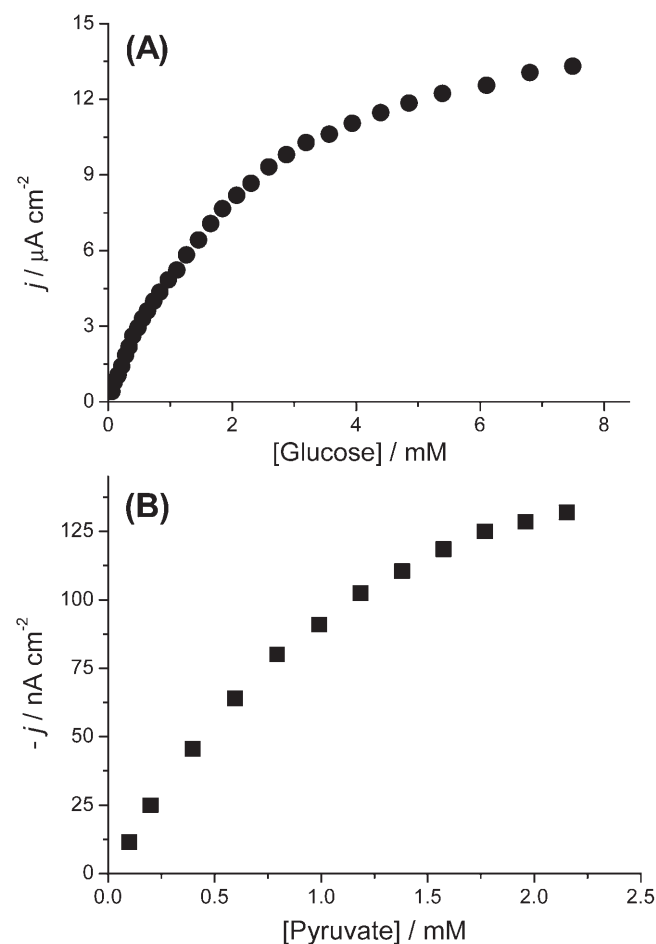 (A)
15
12
9
6
3
0
j / μA cm-2
0 2 4 6 8
[Glucose] / mM
(B)
125
100
75
50
25
0
- j / nA cm-2
0.0 0.5 1.0 1.5 2.0 2.5
[Pyruvate] / mM